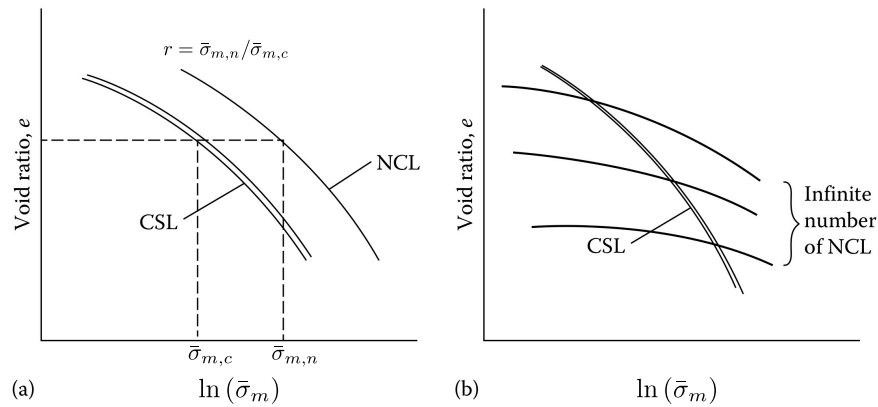 r = σ̄m,n/σ̄m,c
Void ratio, e
NCL
CSL
σ̄m,c
σ̄m,n
(a)
ln (σ̄m)
Void ratio, e
CSL
Infinite
number
of NCL
(b)
ln (σ̄m)